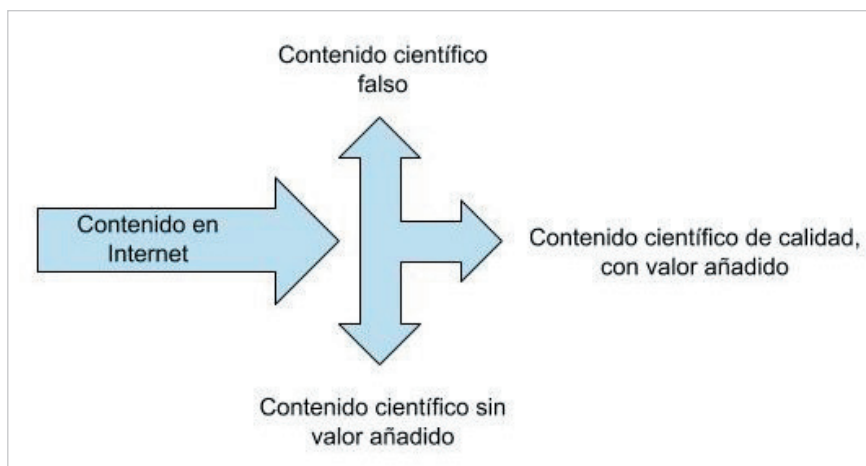 Contenido científico
falso
Contenido en
Internet
Contenido científico de calidad,
con valor añadido
Contenido científico sin
valor añadido